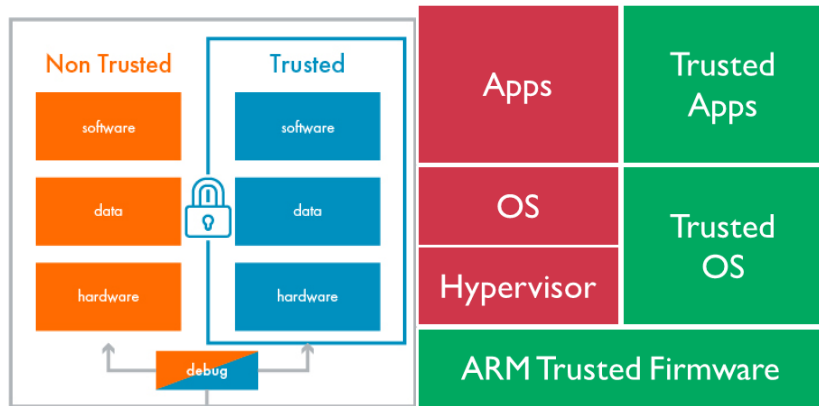 Non Trusted
software
data
hardware
Trusted
software
data
hardware
debug
Apps
Trusted
Apps
OS
Hypervisor
Trusted
OS
ARM Trusted Firmware